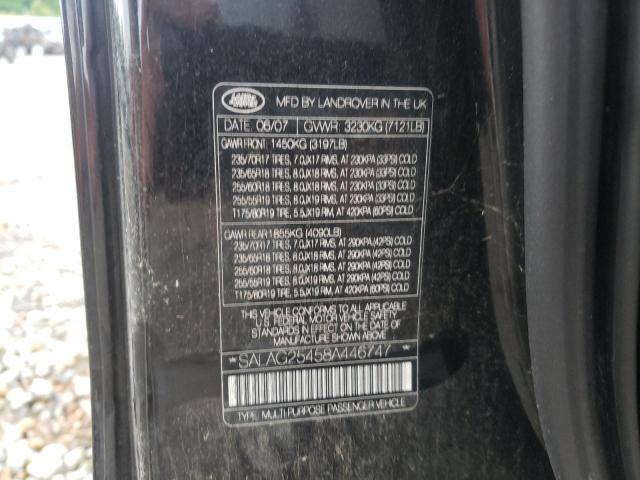 LAND ROVER
MFD BY LANDROVER IN THE UK
DATE: 06/07 GVWR: 3230KG (7121LB)
GAWR FRONT: 1450KG (3197LB)
235/70R17 TIRES, 7.0JX17 RIMS, AT 230KPA (33PSI) COLD
235/65R18 TIRES, 8.0JX18 RIMS, AT 230KPA (33PSI) COLD
255/60R18 TIRES, 8.0JX18 RIMS, AT 230KPA (33PSI) COLD
255/55R19 TIRES, 8.0JX19 RIMS, AT 230KPA (33PSI) COLD
T175/80R19 TIRE, 5.5JX19 RIM, AT 420KPA (60PSI) COLD
GAWR REAR: 1855KG (4090LB)
235/70R17 TIRES, 7.0JX17 RIMS, AT 290KPA (42PSI) COLD
235/65R18 TIRES, 8.0JX18 RIMS, AT 290KPA (42PSI) COLD
255/60R18 TIRES, 8.0JX18 RIMS, AT 290KPA (42PSI) COLD
255/55R19 TIRES, 8.0JX19 RIMS, AT 290KPA (42PSI) COLD
T175/80R19 TIRE, 5.5JX19 RIM, AT 420KPA (60PSI) COLD
THIS VEHICLE CONFORMS TO ALL APPLICABLE
U.S. FEDERAL MOTOR VEHICLE SAFETY
STANDARDS IN EFFECT ON THE DATE OF
MANUFACTURE SHOWN ABOVE
*SALAG25458A446747*
TYPE: MULTI-PURPOSE PASSENGER VEHICLE